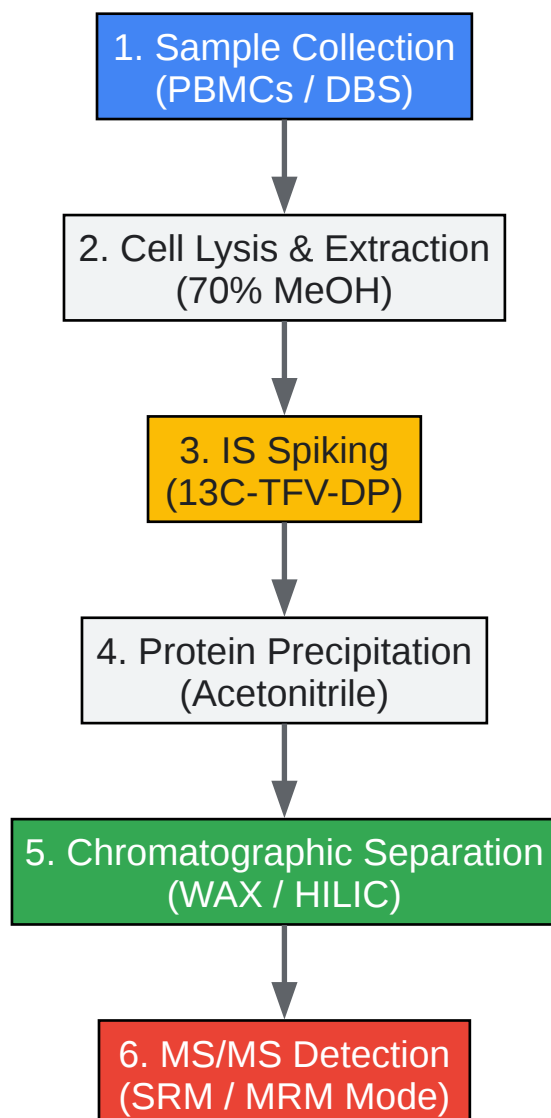 1. Sample Collection
(PBMCs / DBS)
2. Cell Lysis & Extraction
(70% MeOH)
3. IS Spiking
(13C-TFV-DP)
4. Protein Precipitation
(Acetonitrile)
5. Chromatographic Separation
(WAX / HILIC)
6. MS/MS Detection
(SRM / MRM Mode)